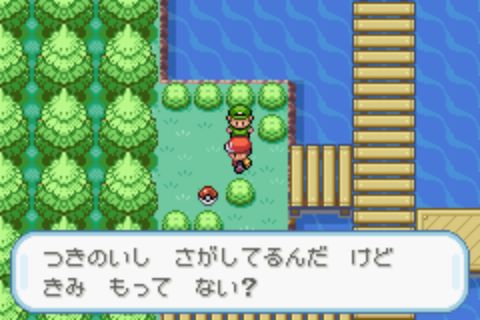 つきのいし　さがしてるんだ　けど
きみ　もって　ない？